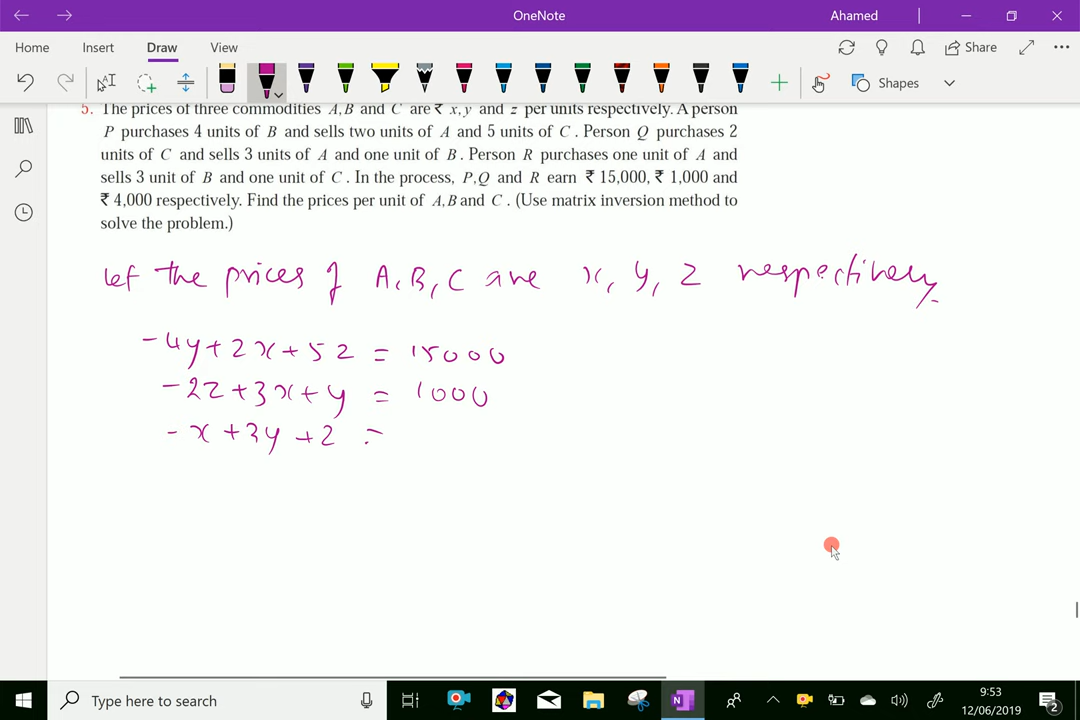 OneNote
Ahamed
Home Insert Draw View
Share
Shapes
5. The prices of three commodities A,B and C are ₹ x,y and z per units respectively. A person
P purchases 4 units of B and sells two units of A and 5 units of C . Person Q purchases 2
units of C and sells 3 units of A and one unit of B . Person R purchases one unit of A and
sells 3 unit of B and one unit of C . In the process, P,Q and R earn ₹ 15,000, ₹ 1,000 and
₹ 4,000 respectively. Find the prices per unit of A,B and C . (Use matrix inversion method to
solve the problem.)
let the prices of A, B, C are x, y, z respectively.
-4y+2x+5z = 15000
-2z+3x+y = 1000
-x+3y+z =
Type here to search
N
9:53
12/06/2019
2